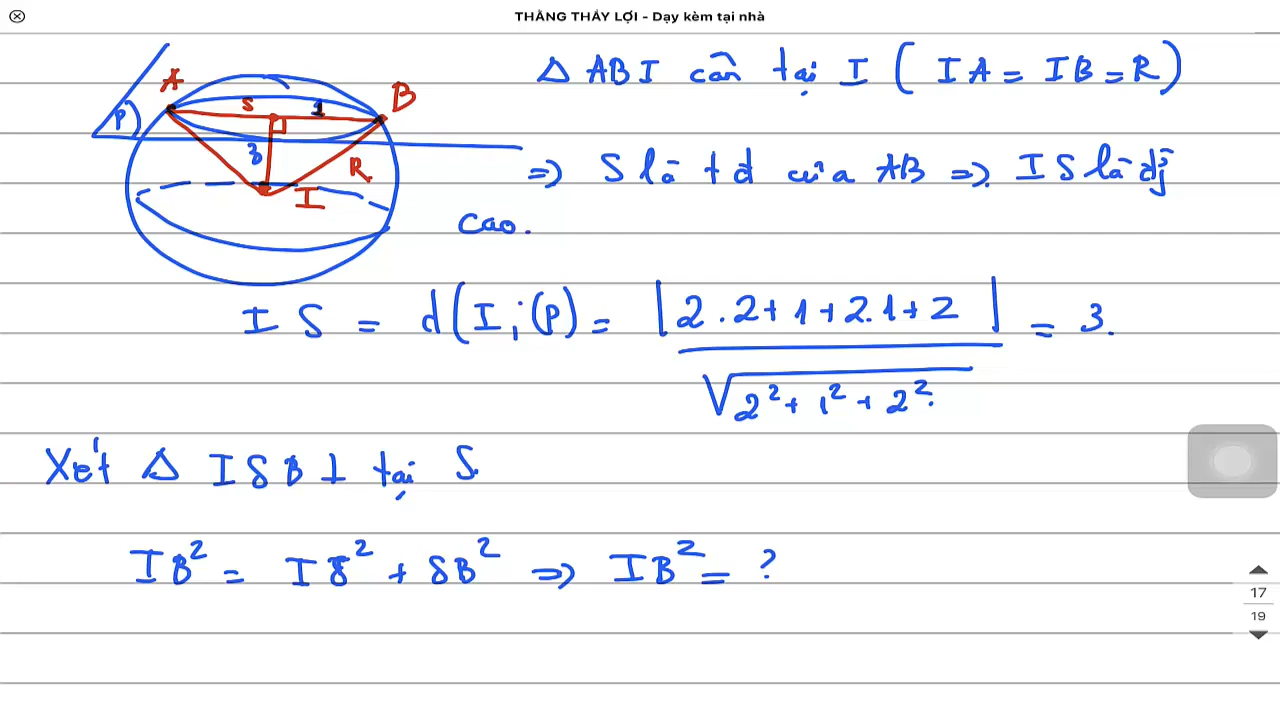 THẰNG THẦY LỢI - Dạy kèm tại nhà
Δ ABI cân tại I ( IA = IB = R )
A
S
1
B
P)
3
R
I
=> S là tđ của AB => IS là đg
cao.
IS = d(I;(P) = |2.2+1+2.1+2| / √2²+1²+2² = 3.
Xét Δ ISB ⊥ tại S.
IB² = IS² + SB² => IB² = ?
17
19